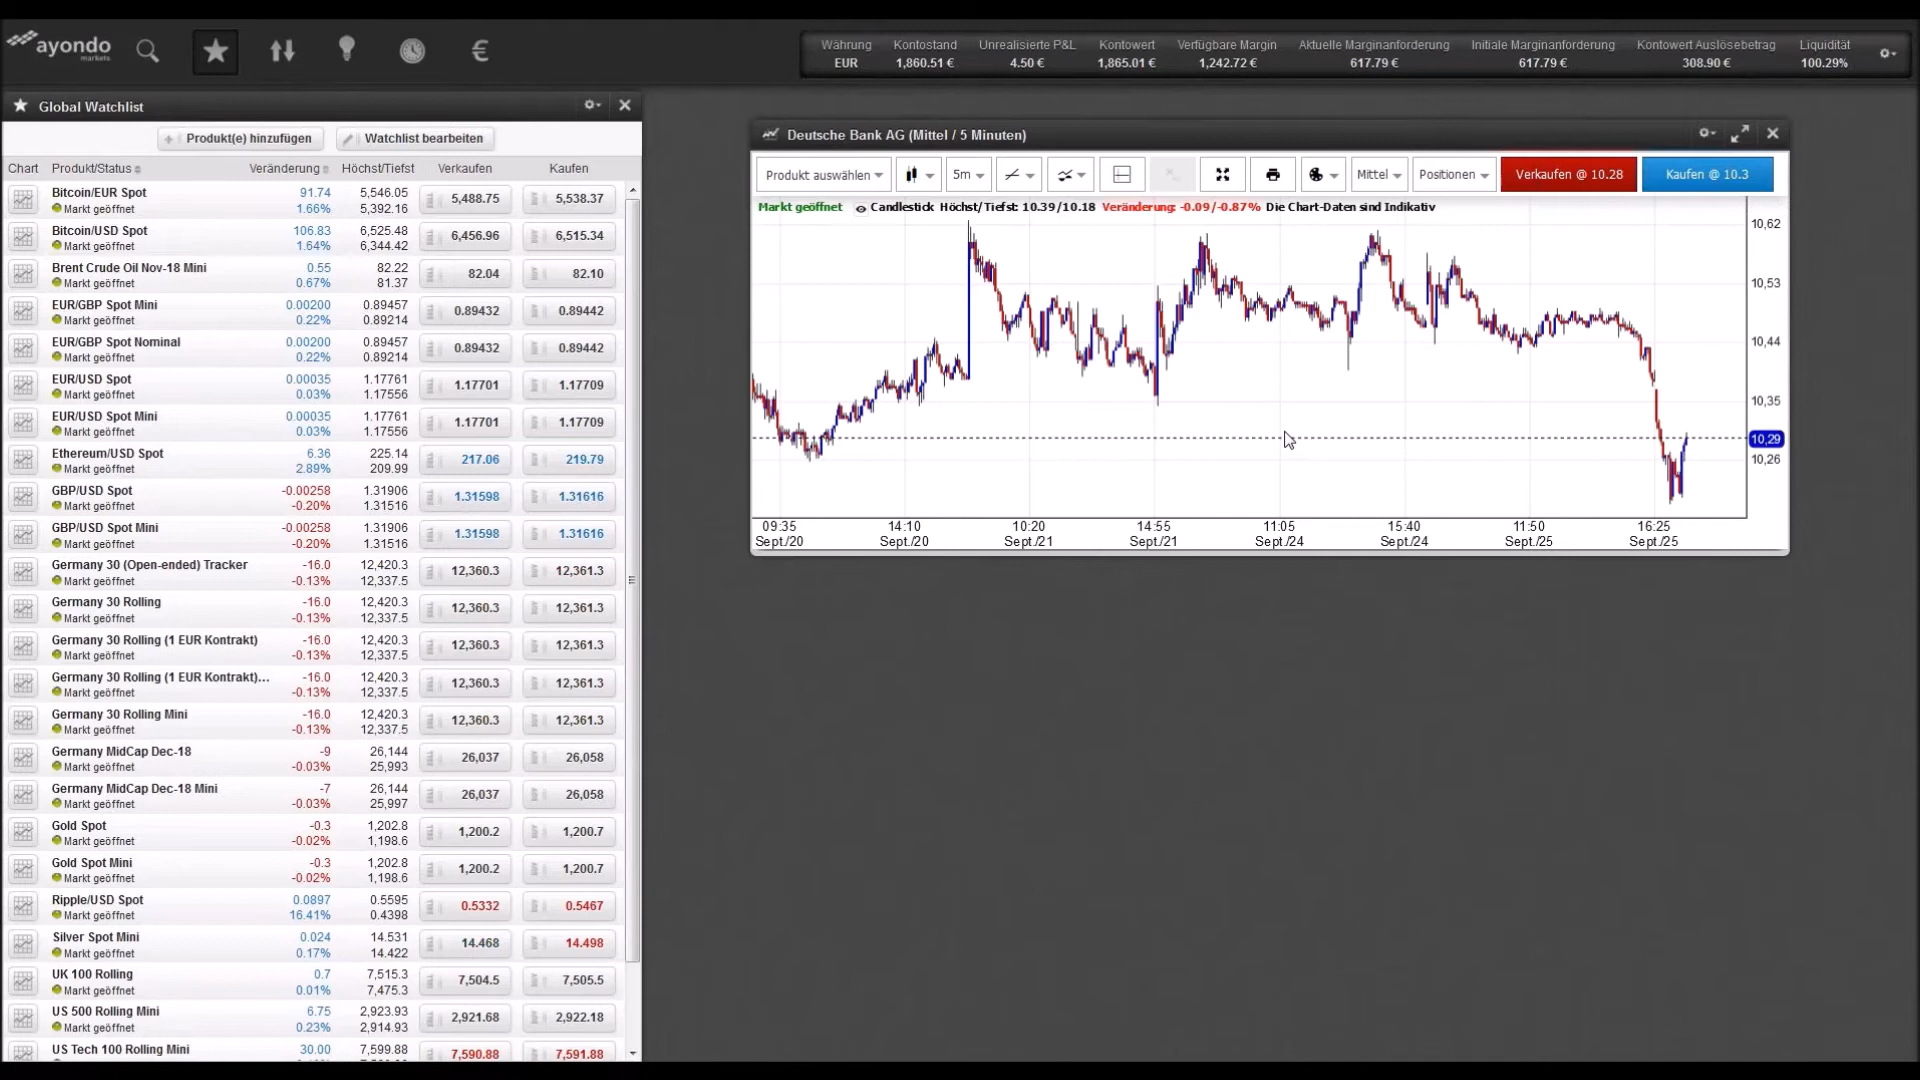 ayondo
markets
€
Währung Kontostand Unrealisierte P&L Kontowert Verfügbare Margin Aktuelle Marginanforderung Initiale Marginanforderung Kontowert Auslösebetrag Liquidität
EUR 1,860.51 € 4.50 € 1,865.01 € 1,242.72 € 617.79 € 617.79 € 308.90 € 100.29%
Global Watchlist
Produkt(e) hinzufügen Watchlist bearbeiten
Chart Produkt/Status Veränderung Höchst/Tiefst Verkaufen Kaufen
Bitcoin/EUR Spot 91.74 5,546.05 5,488.75 5,538.37
Markt geöffnet 1.66% 5,392.16
Bitcoin/USD Spot 106.83 6,525.48 6,456.96 6,515.34
Markt geöffnet 1.64% 6,344.42
Brent Crude Oil Nov-18 Mini 0.55 82.22 82.04 82.10
Markt geöffnet 0.67% 81.37
EUR/GBP Spot Mini 0.00200 0.89457 0.89432 0.89442
Markt geöffnet 0.22% 0.89214
EUR/GBP Spot Nominal 0.00200 0.89457 0.89432 0.89442
Markt geöffnet 0.22% 0.89214
EUR/USD Spot 0.00035 1.17761 1.17701 1.17709
Markt geöffnet 0.03% 1.17556
EUR/USD Spot Mini 0.00035 1.17761 1.17701 1.17709
Markt geöffnet 0.03% 1.17556
Ethereum/USD Spot 6.36 225.14 217.06 219.79
Markt geöffnet 2.89% 209.99
GBP/USD Spot -0.00258 1.31906 1.31598 1.31616
Markt geöffnet -0.20% 1.31516
GBP/USD Spot Mini -0.00258 1.31906 1.31598 1.31616
Markt geöffnet -0.20% 1.31516
Germany 30 (Open-ended) Tracker -16.0 12,420.3 12,360.3 12,361.3
Markt geöffnet -0.13% 12,337.5
Germany 30 Rolling -16.0 12,420.3 12,360.3 12,361.3
Markt geöffnet -0.13% 12,337.5
Germany 30 Rolling (1 EUR Kontrakt) -16.0 12,420.3 12,360.3 12,361.3
Markt geöffnet -0.13% 12,337.5
Germany 30 Rolling (1 EUR Kontrakt)... -16.0 12,420.3 12,360.3 12,361.3
Markt geöffnet -0.13% 12,337.5
Germany 30 Rolling Mini -16.0 12,420.3 12,360.3 12,361.3
Markt geöffnet -0.13% 12,337.5
Germany MidCap Dec-18 -9 26,144 26,037 26,058
Markt geöffnet -0.03% 25,993
Germany MidCap Dec-18 Mini -7 26,144 26,037 26,058
Markt geöffnet -0.03% 25,997
Gold Spot -0.3 1,202.8 1,200.2 1,200.7
Markt geöffnet -0.02% 1,198.6
Gold Spot Mini -0.3 1,202.8 1,200.2 1,200.7
Markt geöffnet -0.02% 1,198.6
Ripple/USD Spot 0.0897 0.5595 0.5332 0.5467
Markt geöffnet 16.41% 0.4398
Silver Spot Mini 0.024 14.531 14.468 14.498
Markt geöffnet 0.17% 14.422
UK 100 Rolling 0.7 7,515.3 7,504.5 7,505.5
Markt geöffnet 0.01% 7,475.3
US 500 Rolling Mini 6.75 2,923.93 2,921.68 2,922.18
Markt geöffnet 0.23% 2,914.93
US Tech 100 Rolling Mini 30.00 7,599.88 7,590.88 7,591.88
Deutsche Bank AG (Mittel / 5 Minuten)
Produkt auswählen 5m Mittel Positionen Verkaufen @ 10.28 Kaufen @ 10.3
Markt geöffnet Candlestick Höchst/Tiefst: 10.39/10.18 Veränderung: -0.09/-0.87% Die Chart-Daten sind Indikativ
10,62
10,53
10,44
10,35
10,29
10,26
09:35 14:10 10:20 14:55 11:05 15:40 11:50 16:25
Sept./20 Sept./20 Sept./21 Sept./21 Sept./24 Sept./24 Sept./25 Sept./25